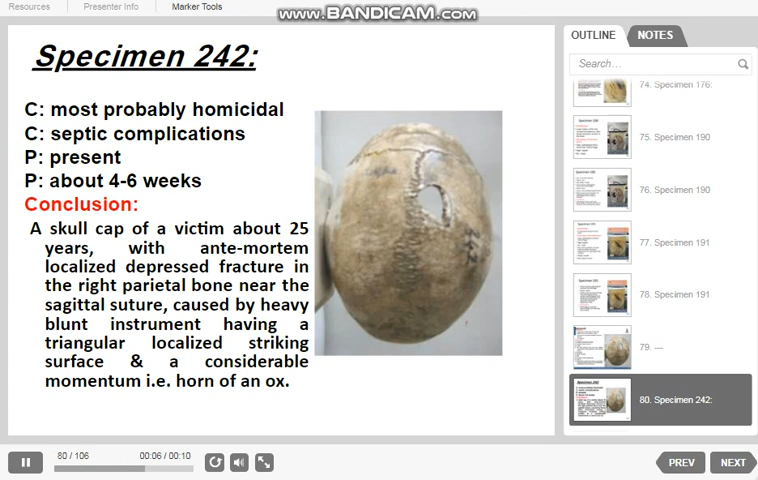 Resources
Presenter Info
Marker Tools
www.BANDICAM.com
Specimen 242:
C: most probably homicidal
C: septic complications
P: present
P: about 4-6 weeks
Conclusion:
A skull cap of a victim about 25
years, with ante-mortem
localized depressed fracture in
the right parietal bone near the
sagittal suture, caused by heavy
blunt instrument having a
triangular localized striking
surface & a considerable
momentum i.e. horn of an ox.
OUTLINE
NOTES
Search...
74. Specimen 176:
75. Specimen 190
76. Specimen 190
77. Specimen 191
78. Specimen 191
79. ---
80. Specimen 242:
80 / 106
00:06 / 00:10
PREV
NEXT